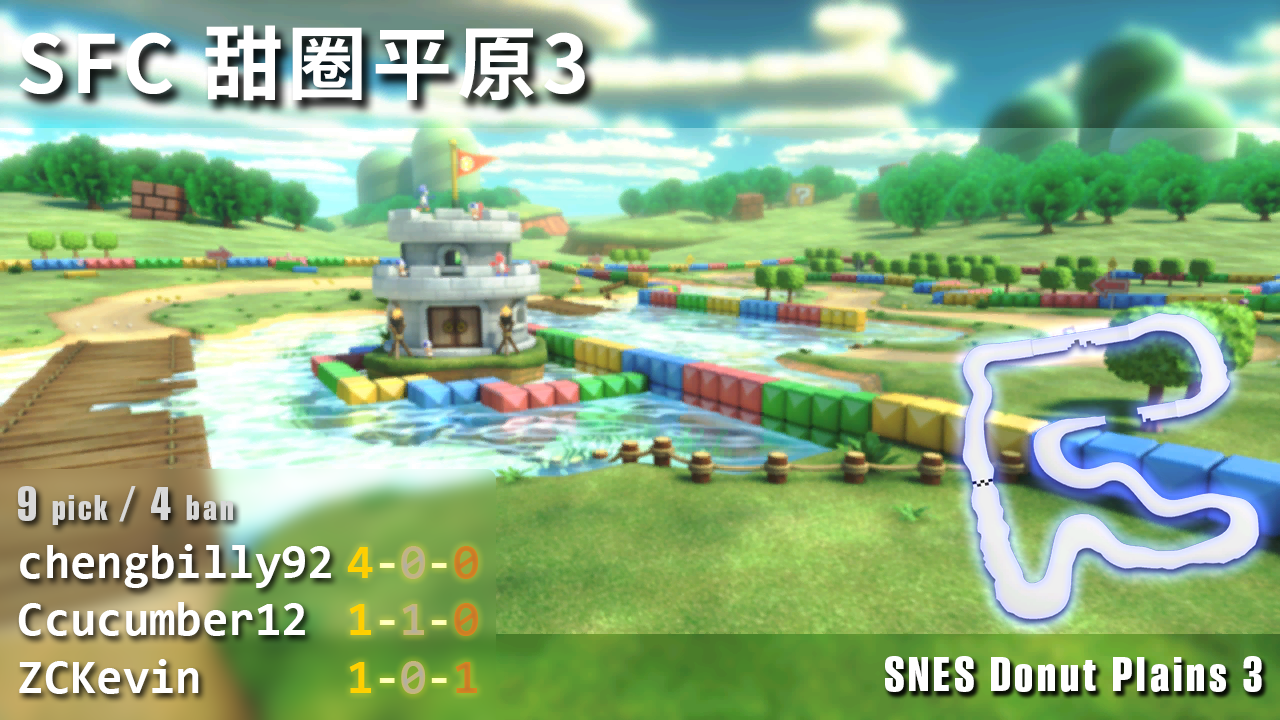 SFC 甜圈平原3
9 pick / 4 ban
chengbilly92 4-0-0
Ccucumber12 1-1-0
ZCKevin 1-0-1
SNES Donut Plains 3